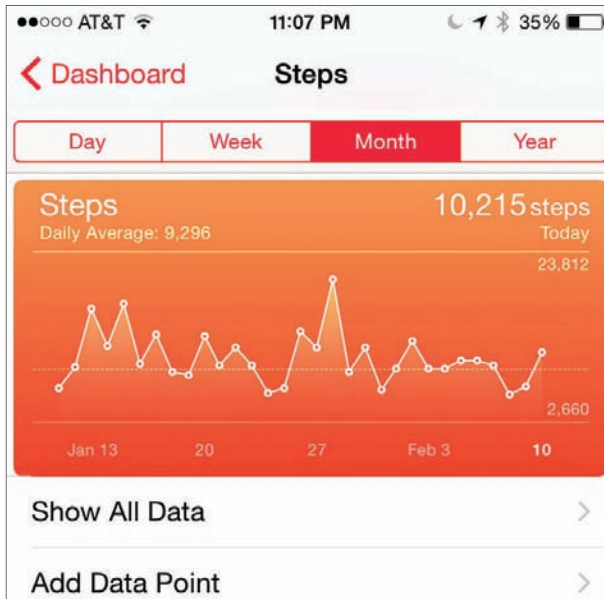 ●●○○○ AT&T 11:07 PM 35%
Dashboard Steps
Day Week Month Year
Steps 10,215 steps
Daily Average: 9,296 Today
23,812
2,660
Jan 13 20 27 Feb 3 10
Show All Data
Add Data Point